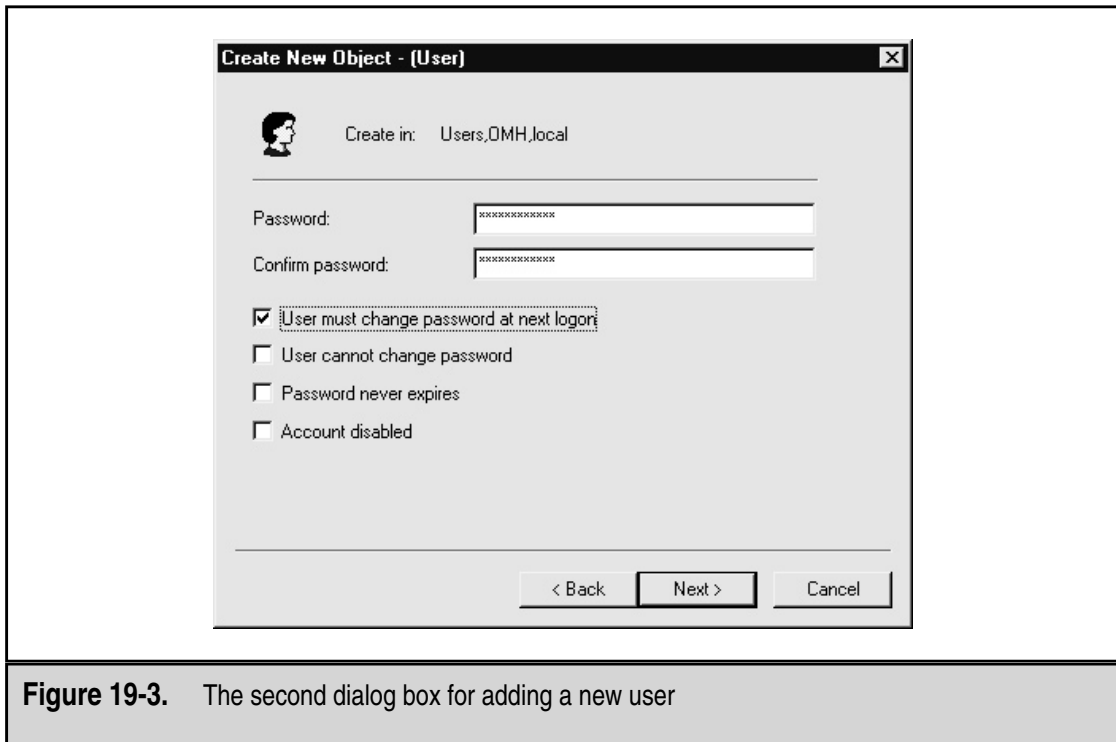 Create New Object - (User)
Create in: Users,OMH,local
Password: ************
Confirm password: ************
User must change password at next logon
User cannot change password
Password never expires
Account disabled
< Back Next > Cancel
Figure 19-3. The second dialog box for adding a new user